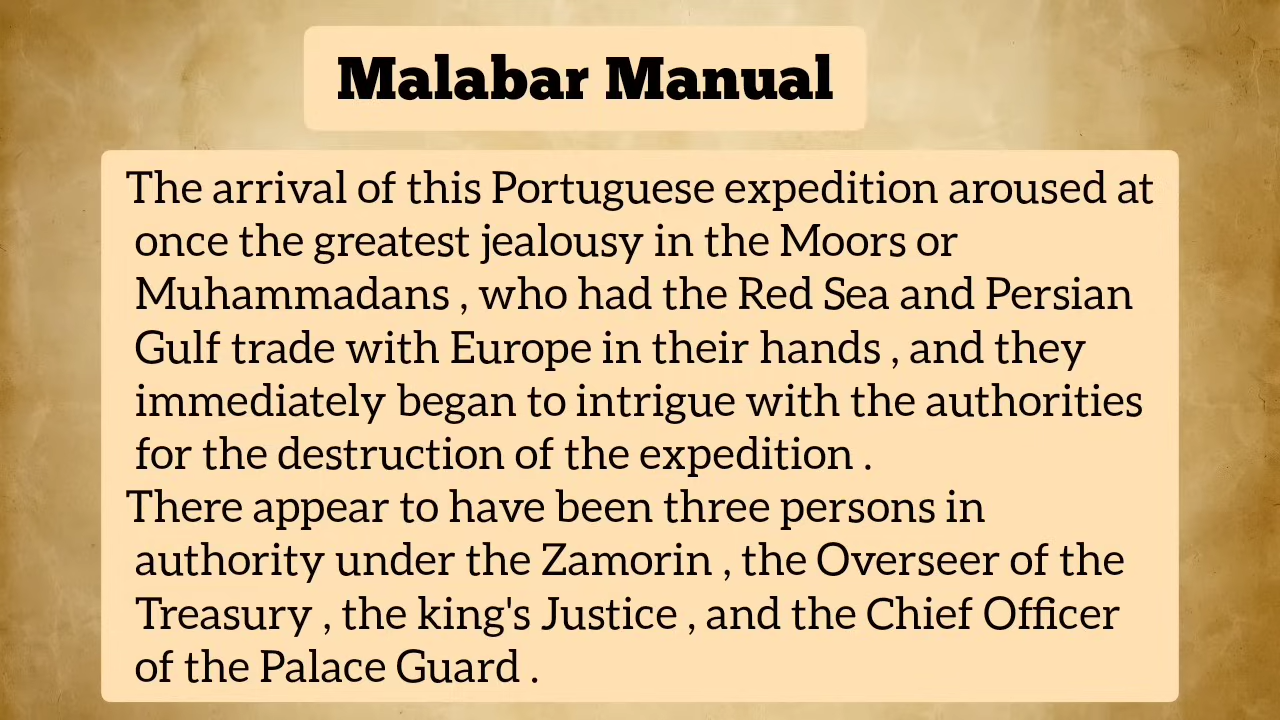 Malabar Manual
The arrival of this Portuguese expedition aroused at
once the greatest jealousy in the Moors or
Muhammadans , who had the Red Sea and Persian
Gulf trade with Europe in their hands , and they
immediately began to intrigue with the authorities
for the destruction of the expedition .
There appear to have been three persons in
authority under the Zamorin , the Overseer of the
Treasury , the king's Justice , and the Chief Officer
of the Palace Guard .